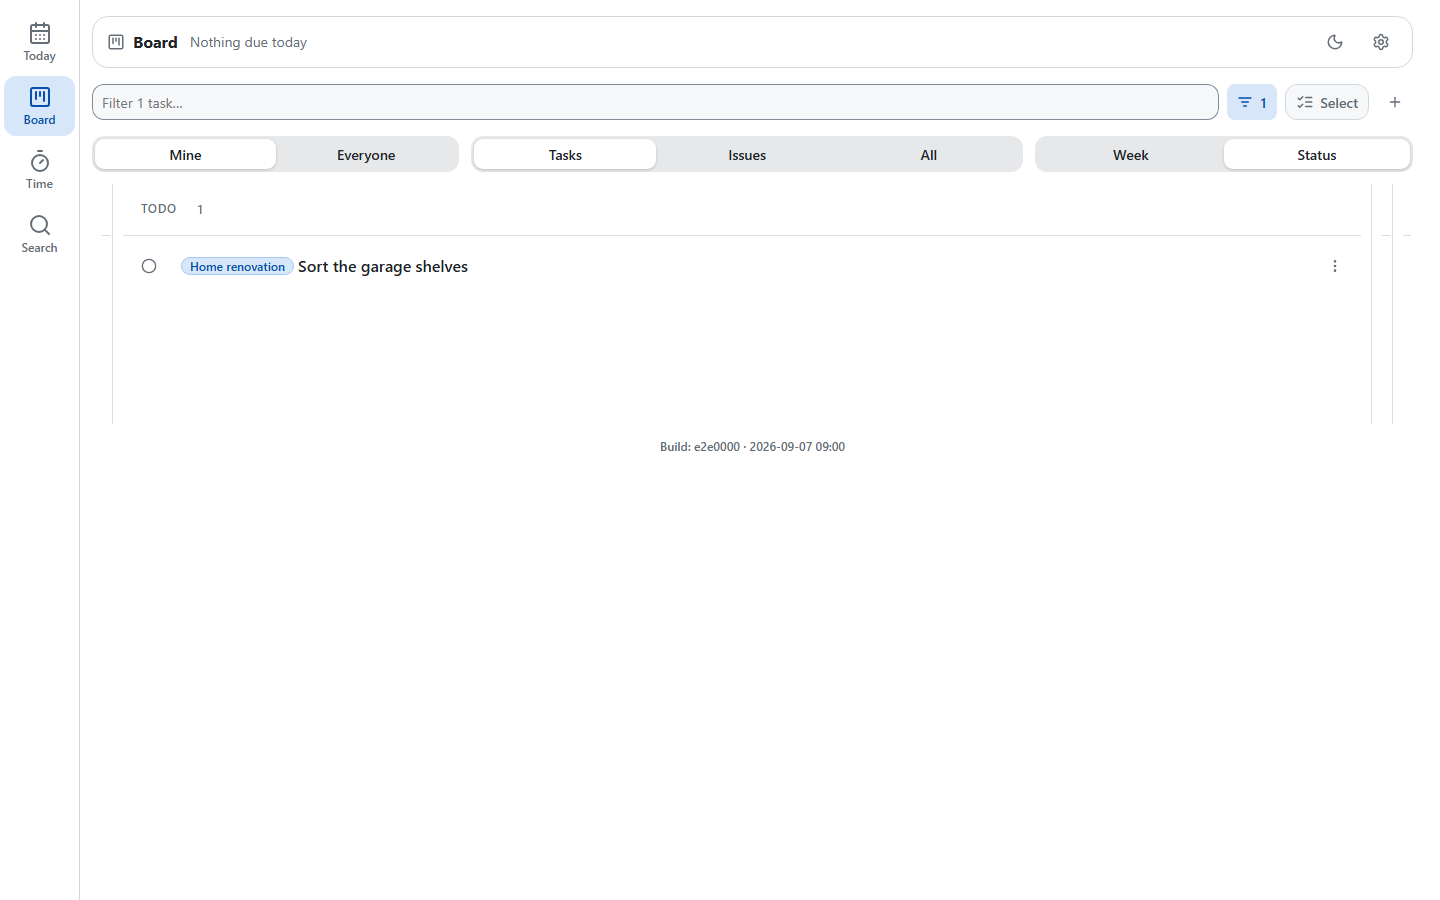 Today
Board
Time
Search
Board Nothing due today
Filter 1 task...
1
Select
Mine Everyone
Tasks Issues All
Week Status
TODO 1
Home renovation Sort the garage shelves
Build: e2e0000 · 2026-09-07 09:00